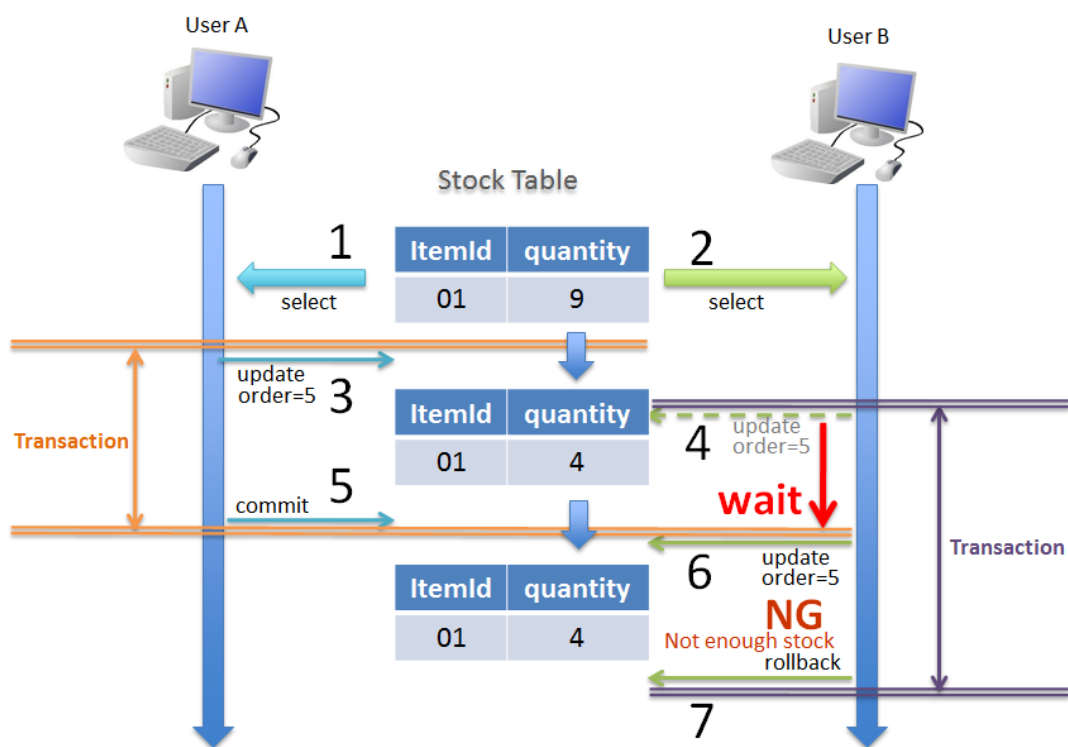 User A
User B
Stock Table
1
2
ItemId quantity
01 9
select
select
update
order=5
3
ItemId quantity
01 4
4
update
order=5
Transaction
wait
5
commit
Transaction
6
update
order=5
ItemId quantity
01 4
NG
Not enough stock
rollback
7